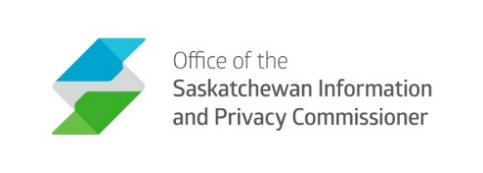 Office of the
Saskatchewan Information
and Privacy Commissioner